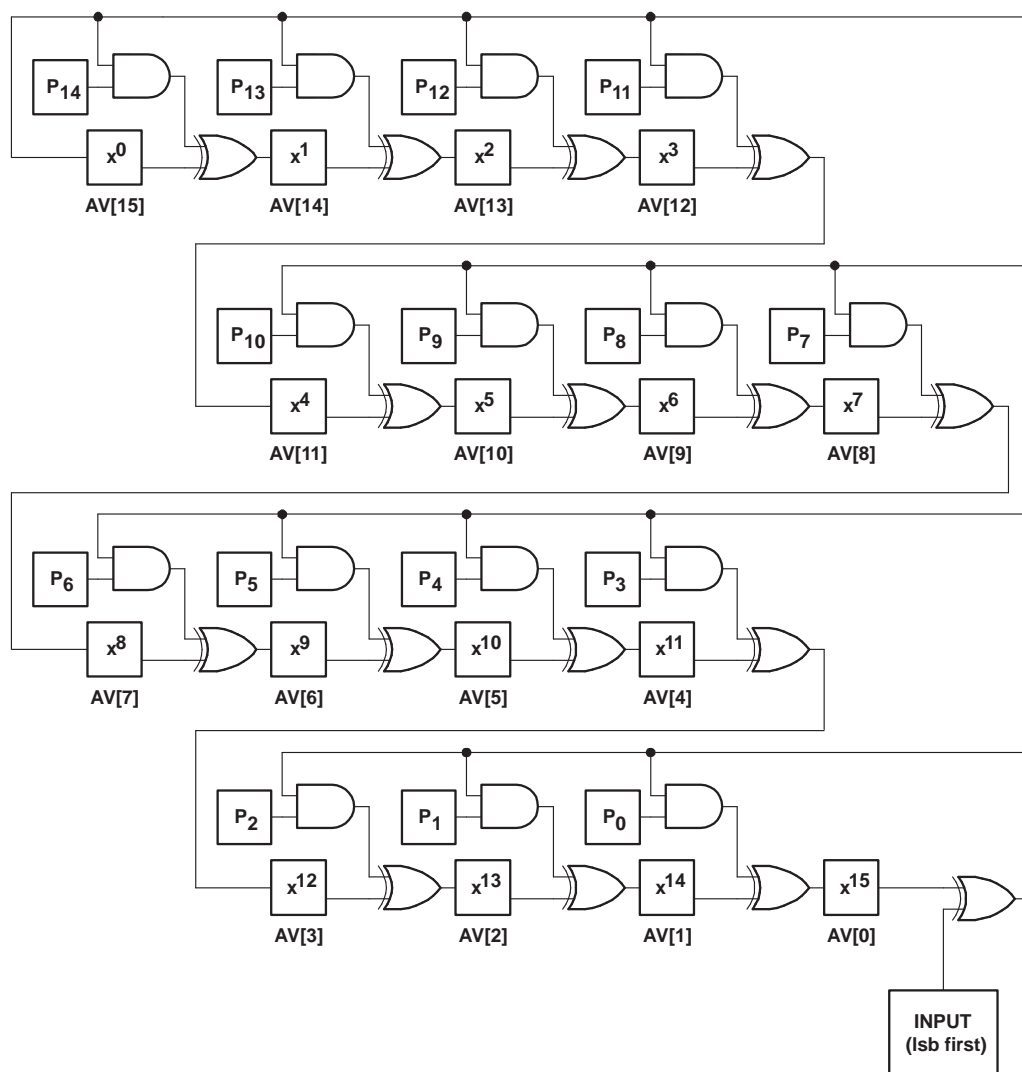 P14 P13 P12 P11
x0 x1 x2 x3
AV[15] AV[14] AV[13] AV[12]
P10 P9 P8 P7
x4 x5 x6 x7
AV[11] AV[10] AV[9] AV[8]
P6 P5 P4 P3
x8 x9 x10 x11
AV[7] AV[6] AV[5] AV[4]
P2 P1 P0
x12 x13 x14 x15
AV[3] AV[2] AV[1] AV[0]
INPUT
(lsb first)